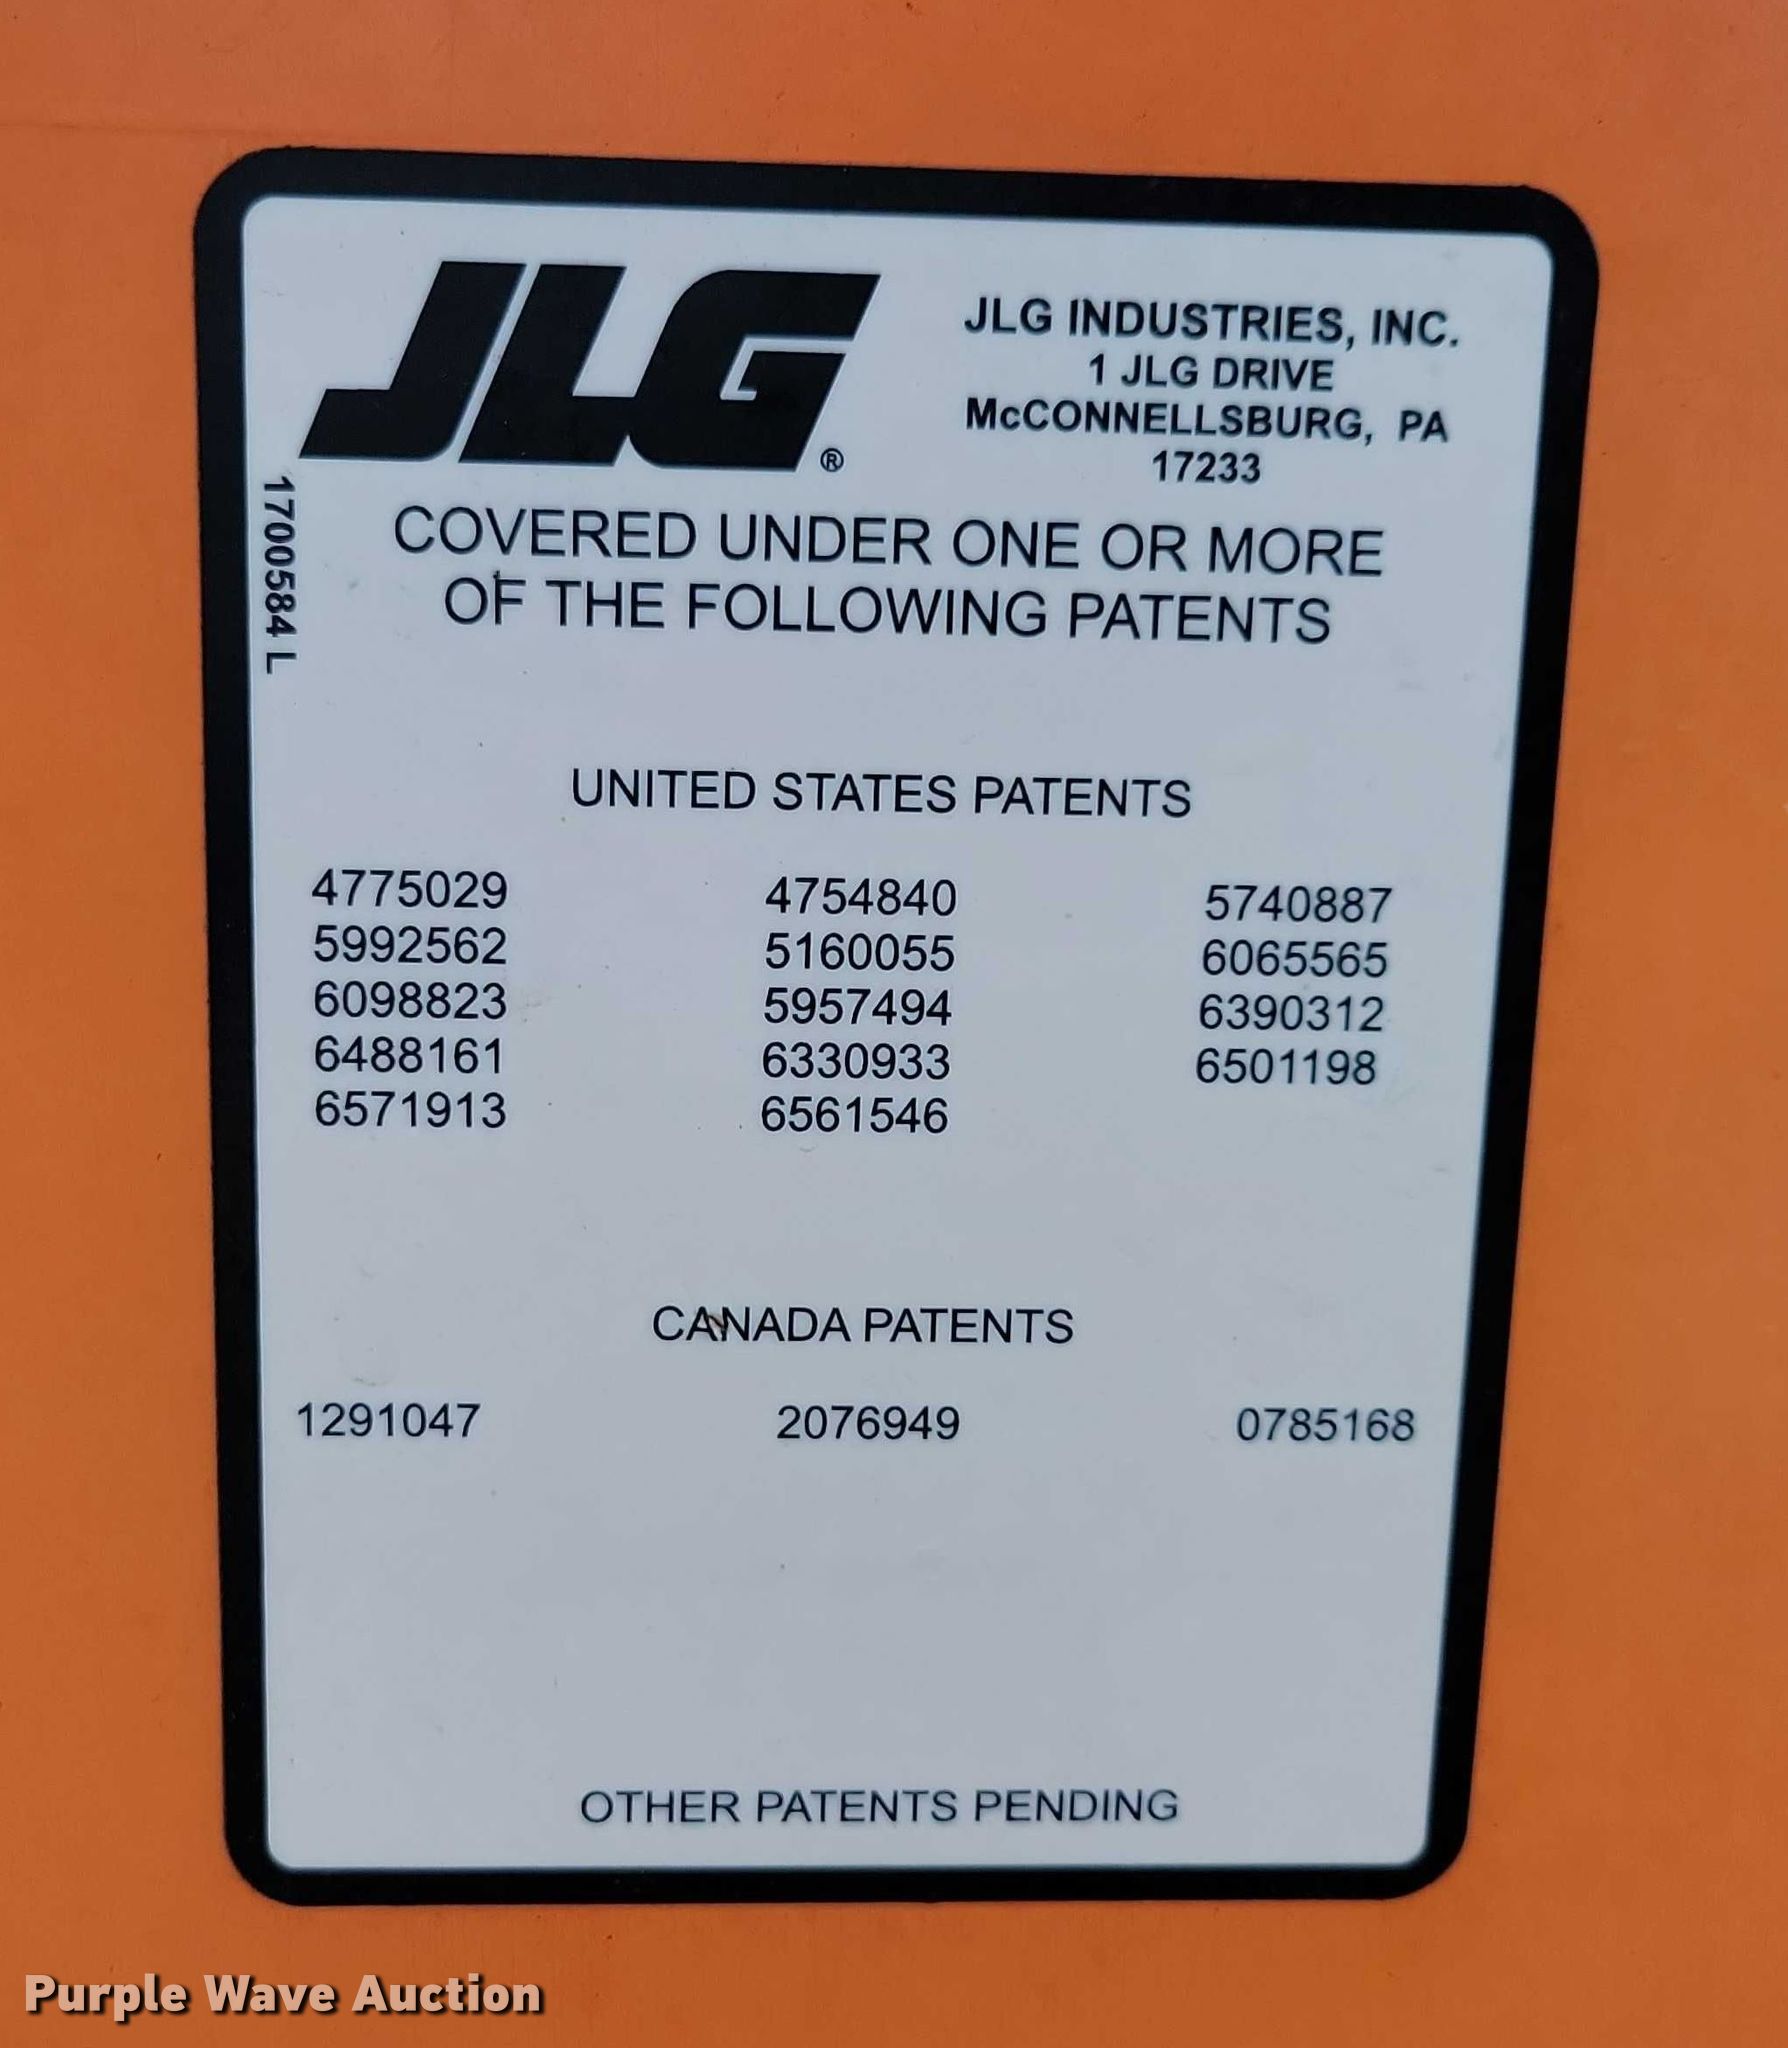 JLG®
JLG INDUSTRIES, INC.
1 JLG DRIVE
McCONNELLSBURG, PA
17233
1700584 L
COVERED UNDER ONE OR MORE
OF THE FOLLOWING PATENTS
UNITED STATES PATENTS
4775029 4754840 5740887
5992562 5160055 6065565
6098823 5957494 6390312
6488161 6330933 6501198
6571913 6561546
CANADA PATENTS
1291047 2076949 0785168
OTHER PATENTS PENDING
Purple Wave Auction